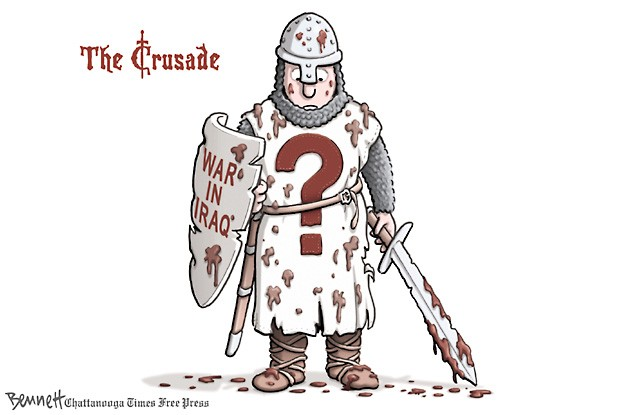 The Crusade
WAR
IN
IRAQ
?
Bennett Chattanooga Times Free Press